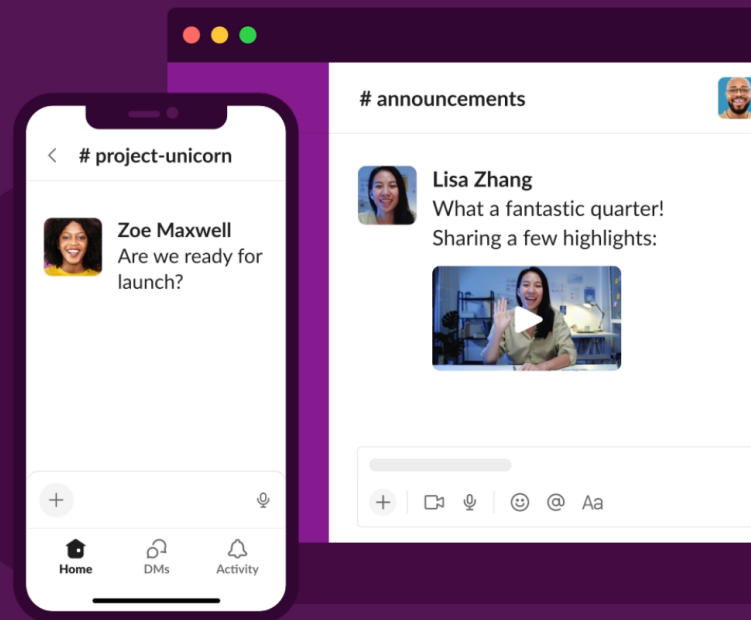 # project-unicorn
Zoe Maxwell
Are we ready for
launch?
Home
DMs
Activity
# announcements
Lisa Zhang
What a fantastic quarter!
Sharing a few highlights:
@
Aa